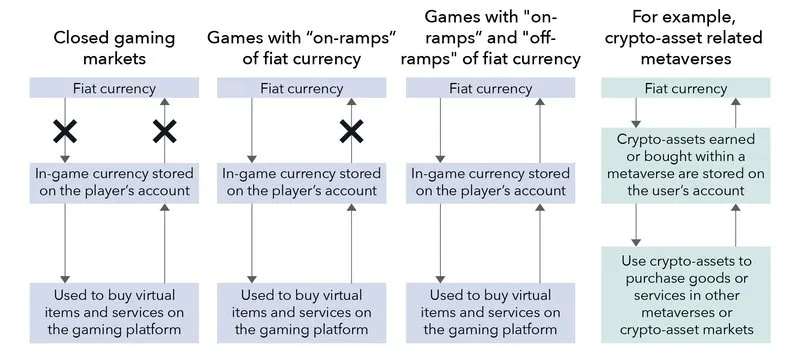 Closed gaming
markets
Fiat currency
In-game currency stored
on the player's account
Used to buy virtual
items and services on
the gaming platform
Games with “on-ramps”
of fiat currency
Fiat currency
In-game currency stored
on the player's account
Used to buy virtual
items and services on
the gaming platform
Games with "on-
ramps” and "off-
ramps" of fiat currency
Fiat currency
In-game currency stored
on the player's account
Used to buy virtual
items and services on
the gaming platform
For example,
crypto-asset related
metaverses
Fiat currency
Crypto-assets earned
or bought within a
metaverse are stored on
the user's account
Use crypto-assets to
purchase goods or
services in other
metaverses or
crypto-asset markets